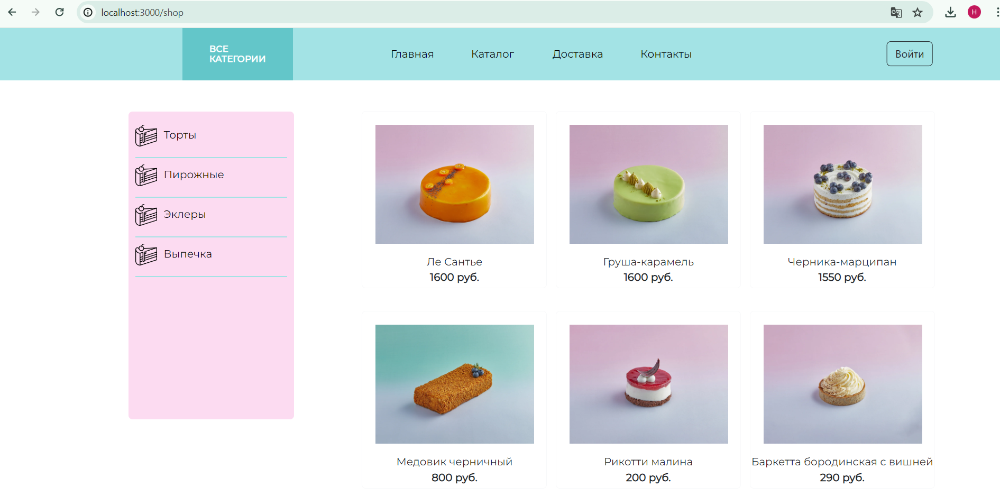 localhost:3000/shop
H
ВСЕ
КАТЕГОРИИ
Главная
Каталог
Доставка
Контакты
Войти
Торты
Пирожные
Эклеры
Выпечка
Ле Сантье
1600 руб.
Груша-карамель
1600 руб.
Черника-марципан
1550 руб.
Медовик черничный
800 руб.
Рикотти малина
200 руб.
Баркетта бородинская с вишней
290 руб.